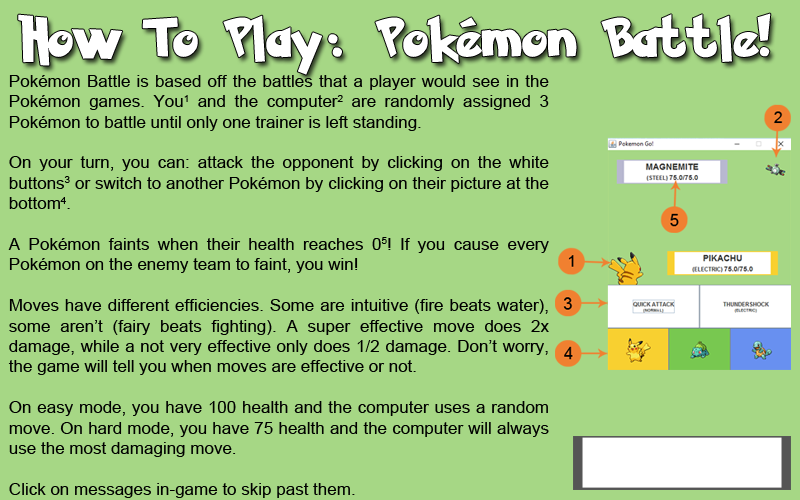 How To Play: Pokémon Battle!
Pokémon Battle is based off the battles that a player would see in the
Pokémon games. You¹ and the computer² are randomly assigned 3
Pokémon to battle until only one trainer is left standing.
On your turn, you can: attack the opponent by clicking on the white
buttons³ or switch to another Pokémon by clicking on their picture at the
bottom⁴.
A Pokémon faints when their health reaches 0⁵! If you cause every
Pokémon on the enemy team to faint, you win!
Moves have different efficiencies. Some are intuitive (fire beats water),
some aren’t (fairy beats fighting). A super effective move does 2x
damage, while a not very effective only does 1/2 damage. Don’t worry,
the game will tell you when moves are effective or not.
On easy mode, you have 100 health and the computer uses a random
move. On hard mode, you have 75 health and the computer will always
use the most damaging move.
Click on messages in-game to skip past them.
2
Pokemon Go!
MAGNEMITE
(STEEL) 75.0/75.0
5
1
PIKACHU
(ELECTRIC) 75.0/75.0
3
QUICK ATTACK
(NORMAL)
THUNDERSHOCK
(ELECTRIC)
4